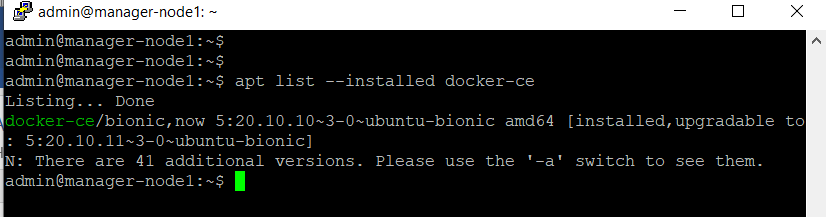 admin@manager-node1: ~
admin@manager-node1:~$
admin@manager-node1:~$
admin@manager-node1:~$ apt list --installed docker-ce
Listing... Done
docker-ce/bionic,now 5:20.10.10~3-0~ubuntu-bionic amd64 [installed,upgradable to
: 5:20.10.11~3-0~ubuntu-bionic]
N: There are 41 additional versions. Please use the '-a' switch to see them.
admin@manager-node1:~$